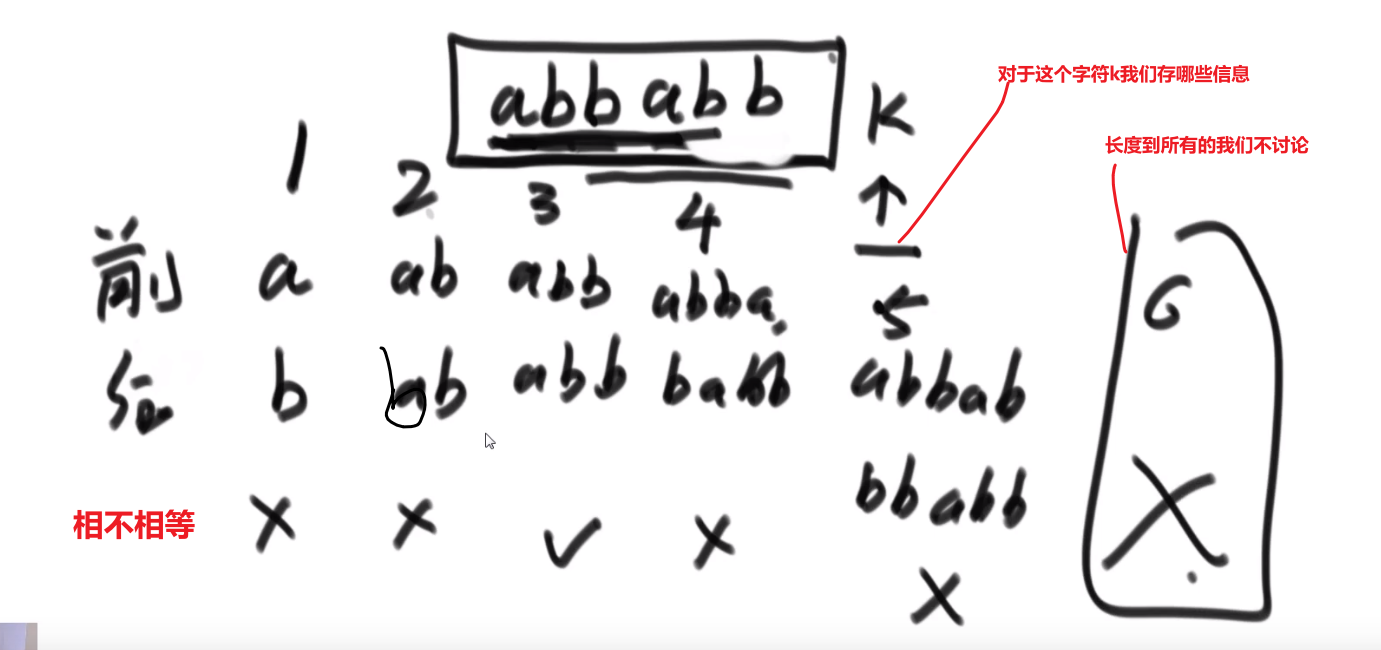 对于这个字符k我们存哪些信息
abbabb k
长度到所有的我们不讨论
1 2 3 4 5 6
前 a ab abb abba abbab
后 b ab abb babb bbabb
相不相等 × × ✓ × × ×